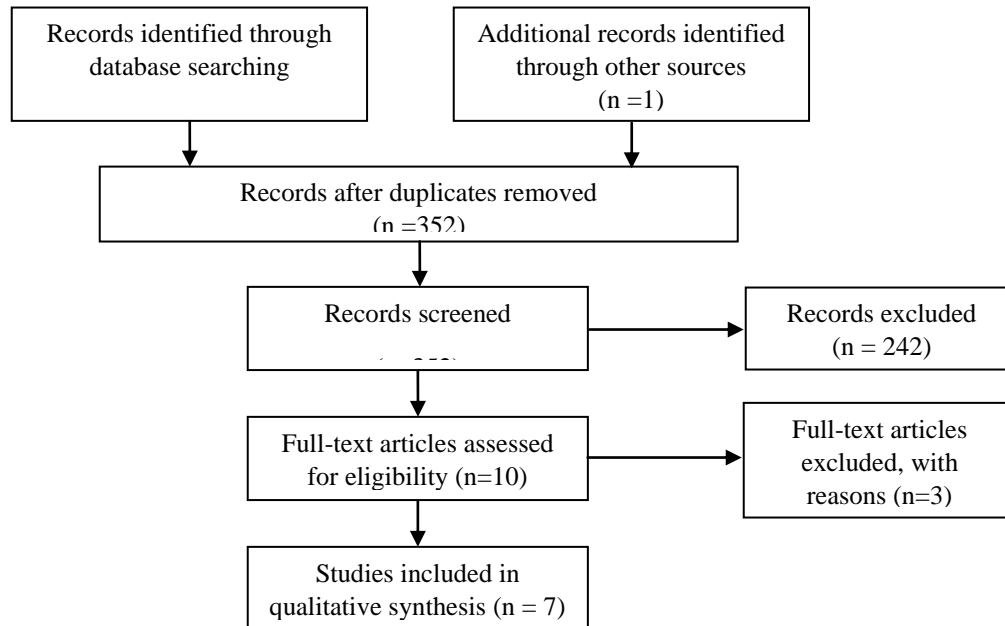 Records identified through
database searching
Additional records identified
through other sources
(n =1)
Records after duplicates removed
(n =352)
Records screened
Records excluded
(n = 242)
Full-text articles assessed
for eligibility (n=10)
Full-text articles
excluded, with
reasons (n=3)
Studies included in
qualitative synthesis (n = 7)